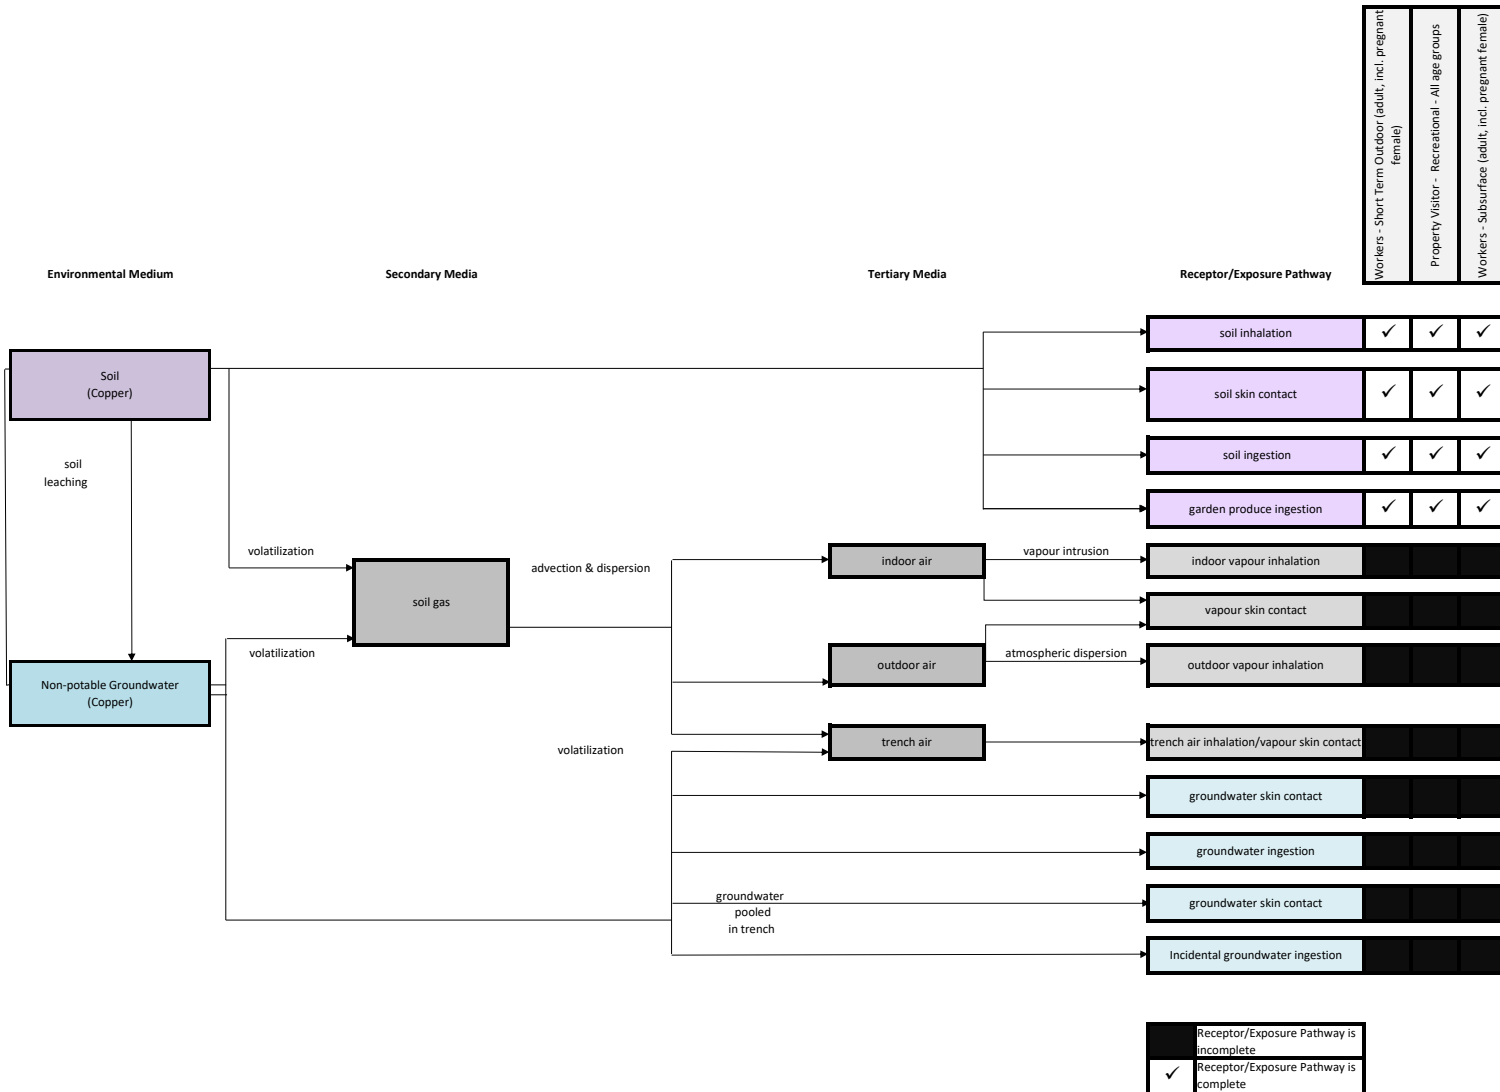 Workers - Short Term Outdoor (adult, incl. pregnant
female)
Property Visitor - Recreational - All age groups
Workers - Subsurface (adult, incl. pregnant female)
Environmental Medium
Secondary Media
Tertiary Media
Receptor/Exposure Pathway
soil inhalation ✓ ✓ ✓
Soil
(Copper)
soil skin contact ✓ ✓ ✓
soil
leaching
soil ingestion ✓ ✓ ✓
garden produce ingestion ✓ ✓ ✓
volatilization
advection & dispersion
indoor air
vapour intrusion
indoor vapour inhalation
soil gas
vapour skin contact
volatilization
outdoor air
atmospheric dispersion
outdoor vapour inhalation
Non-potable Groundwater
(Copper)
volatilization
trench air
trench air inhalation/vapour skin contact
groundwater skin contact
groundwater ingestion
groundwater
pooled
in trench
groundwater skin contact
Incidental groundwater ingestion
Receptor/Exposure Pathway is
incomplete
✓ Receptor/Exposure Pathway is
complete